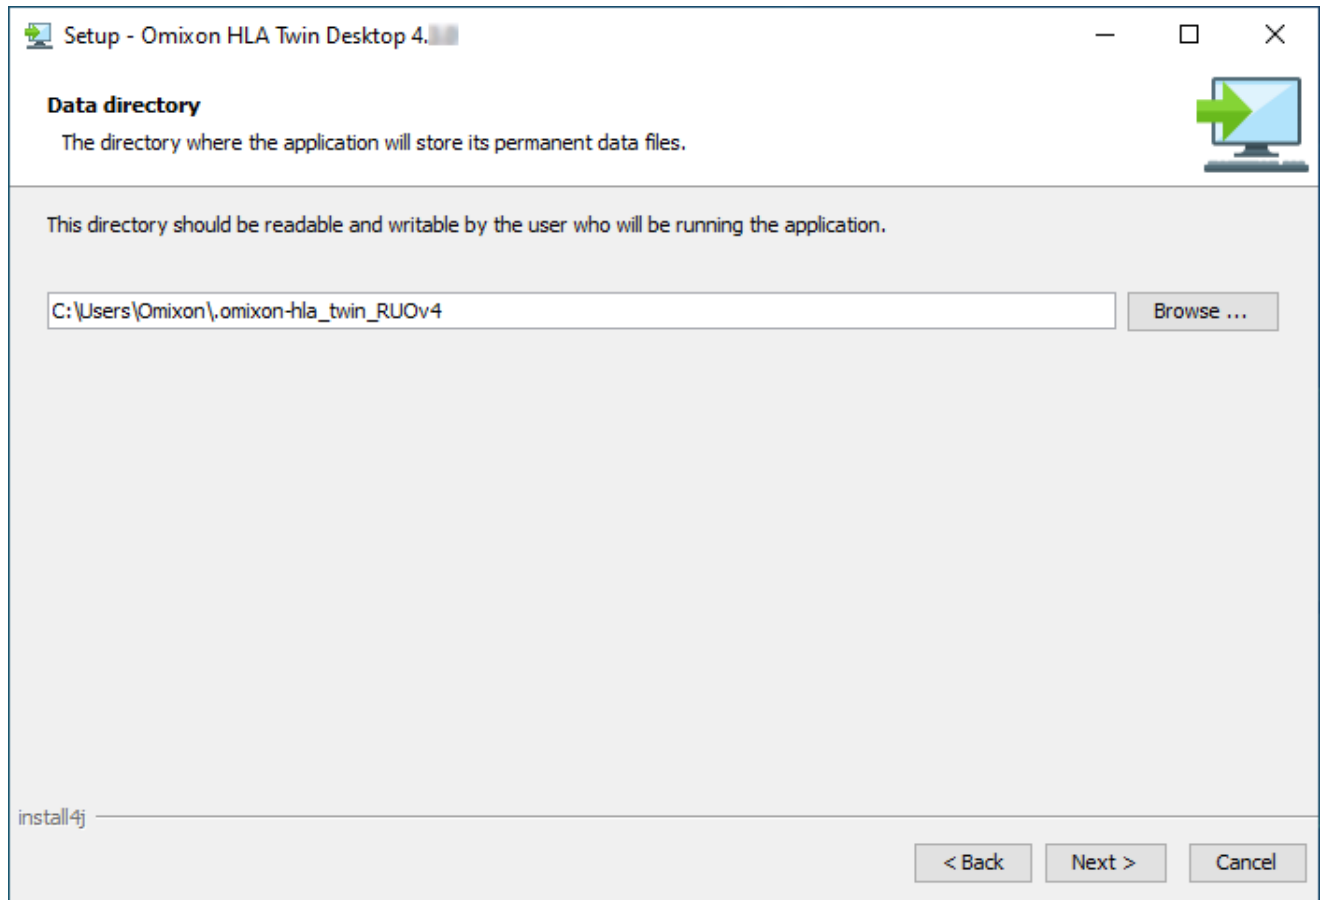 Setup - Omixon HLA Twin Desktop 4.
Data directory
The directory where the application will store its permanent data files.
This directory should be readable and writable by the user who will be running the application.
C:\Users\Omixon\.omixon-hla_twin_RUOv4
Browse ...
install4j
< Back
Next >
Cancel